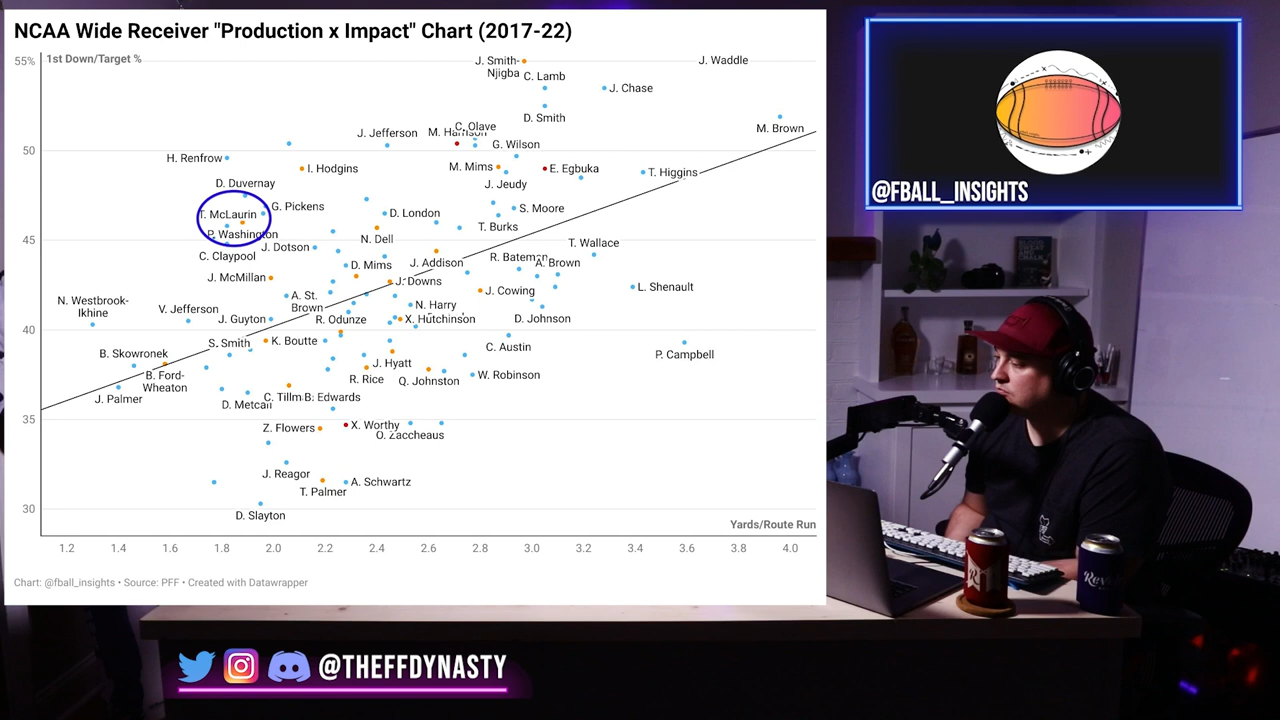 NCAA Wide Receiver "Production x Impact" Chart (2017-22)
55%
1st Down/Target %
J. Smith-
Njigba
J. Waddle
C. Lamb
J. Chase
D. Smith
M. Brown
C. Olave
J. Jefferson
M. Harrison
G. Wilson
50
H. Renfrow
I. Hodgins
M. Mims
E. Egbuka
T. Higgins
D. Duvernay
J. Jeudy
G. Pickens
T. McLaurin
D. London
S. Moore
T. Burks
P. Washington
45
J. Dotson
N. Dell
T. Wallace
C. Claypool
D. Mims
J. Addison
R. Bateman
A. Brown
J. McMillan
J. Downs
J. Cowing
L. Shenault
N. Westbrook-
Ikhine
V. Jefferson
A. St.
Brown
N. Harry
J. Guyton
R. Odunze
X. Hutchinson
D. Johnson
40
S. Smith
K. Boutte
C. Austin
P. Campbell
B. Skowronek
B. Ford-
Wheaton
J. Hyatt
R. Rice
Q. Johnston
W. Robinson
J. Palmer
D. Metcalf
C. Tillm
B. Edwards
35
Z. Flowers
X. Worthy
O. Zaccheaus
J. Reagor
T. Palmer
A. Schwartz
30
D. Slayton
Yards/Route Run
1.2 1.4 1.6 1.8 2.0 2.2 2.4 2.6 2.8 3.0 3.2 3.4 3.6 3.8 4.0
Chart: @fball_insights • Source: PFF • Created with Datawrapper
@FBALL_INSIGHTS
BLOOD
SWEAT
AND
CHALK
@THEFFDYNASTY